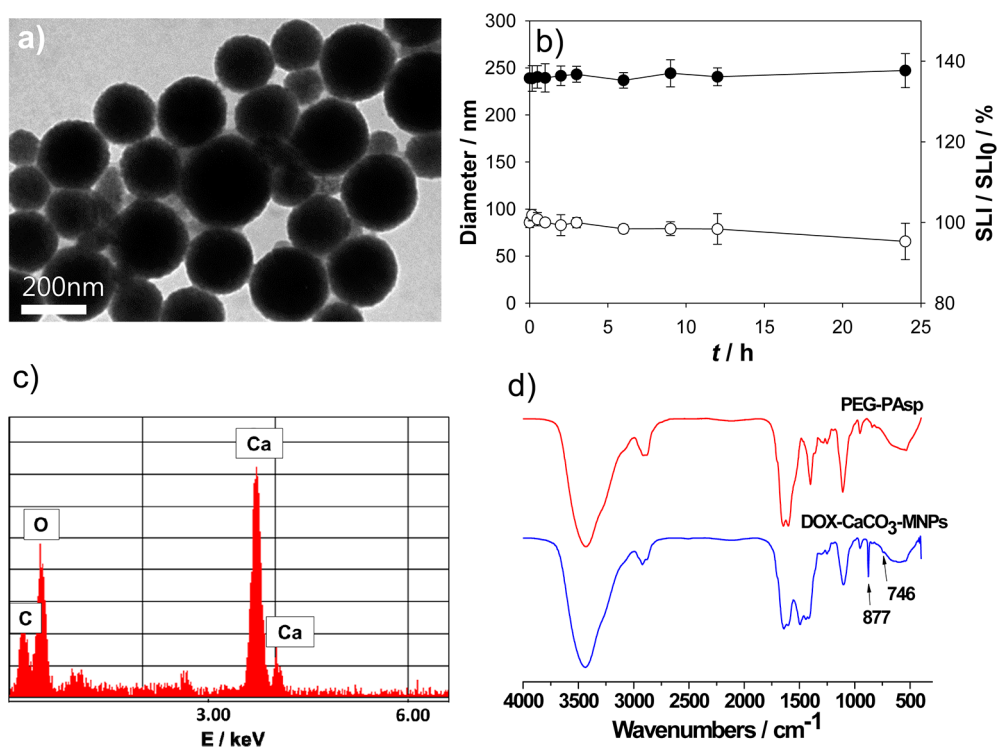 a)
200nm
b)
300
250
200
150
100
50
0
Diameter / nm
140
120
100
80
SLI / SLI0 / %
0 5 10 15 20 25
t / h
c)
Ca
O
C
Ca
3.00 6.00
E / keV
d)
PEG-PAsp
DOX-CaCO3-MNPs
746
877
4000 3500 3000 2500 2000 1500 1000 500
Wavenumbers / cm-1